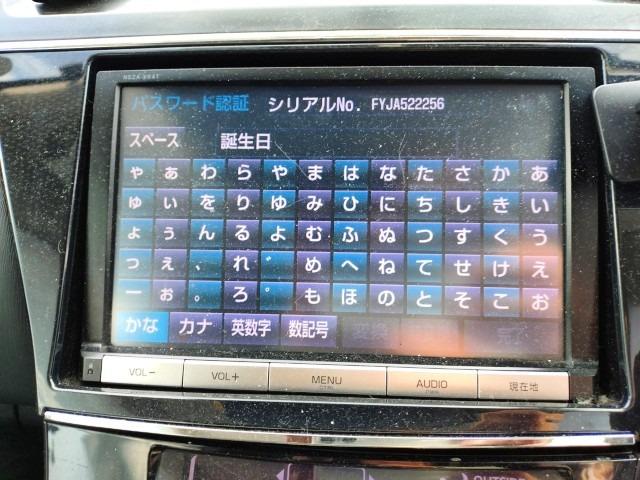 パスワード認証 シリアルNo. FYJA522256
スペース 誕生日
ゃ ぁ わ ら や ま は な た さ か あ
ゅ ぃ を り ゆ み ひ に ち し き い
ょ ぅ ん る よ む ふ ぬ つ す く う
っ ぇ 、 れ ゛ め へ ね て せ け え
ー ぉ 。 ろ ゜ も ほ の と そ こ お
かな カナ 英数字 数記号 変換
VOL− VOL+ MENU AUDIO 現在地
OUTSIDE